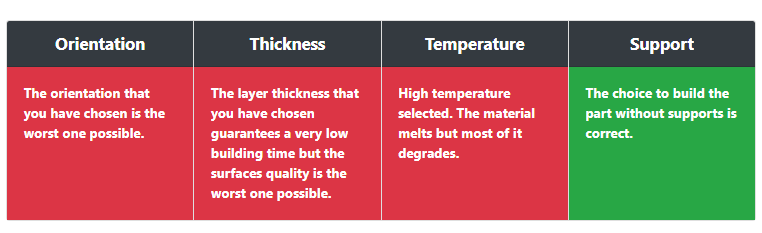 Orientation
Thickness
Temperature
Support
The orientation that
you have chosen is the
worst one possible.
The layer thickness that
you have chosen
guarantees a very low
building time but the
surfaces quality is the
worst one possible.
High temperature
selected. The material
melts but most of it
degrades.
The choice to build the
part without supports is
correct.